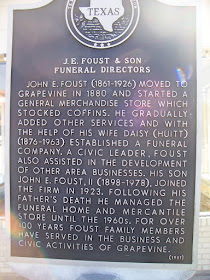 TEXAS
J.E. FOUST & SON
FUNERAL DIRECTORS
JOHN E. FOUST (1861-1926) MOVED TO
GRAPEVINE IN 1880 AND STARTED A
GENERAL MERCHANDISE STORE WHICH
STOCKED COFFINS. HE GRADUALLY
ADDED OTHER SERVICES AND WITH
THE HELP OF HIS WIFE DAISY (HUITT)
(1876-1963) ESTABLISHED A FUNERAL
COMPANY. A CIVIC LEADER, FOUST
ALSO ASSISTED IN THE DEVELOPMENT
OF OTHER AREA BUSINESSES. HIS SON
JOHN E. FOUST, II (1898-1978), JOINED
THE FIRM IN 1923. FOLLOWING HIS
FATHER'S DEATH HE MANAGED THE
FUNERAL HOME AND MERCANTILE
STORE UNTIL THE 1960s. FOR OVER
100 YEARS FOUST FAMILY MEMBERS
HAVE SERVED IN THE BUSINESS AND
CIVIC ACTIVITIES OF GRAPEVINE.